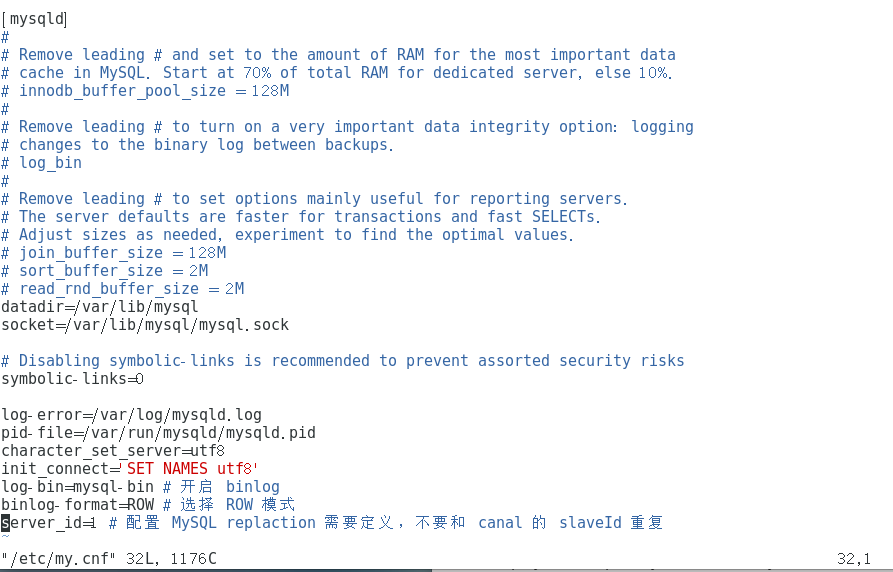 [mysqld]
#
# Remove leading # and set to the amount of RAM for the most important data
# cache in MySQL. Start at 70% of total RAM for dedicated server, else 10%.
# innodb_buffer_pool_size = 128M
#
# Remove leading # to turn on a very important data integrity option: logging
# changes to the binary log between backups.
# log_bin
#
# Remove leading # to set options mainly useful for reporting servers.
# The server defaults are faster for transactions and fast SELECTs.
# Adjust sizes as needed, experiment to find the optimal values.
# join_buffer_size = 128M
# sort_buffer_size = 2M
# read_rnd_buffer_size = 2M
datadir=/var/lib/mysql
socket=/var/lib/mysql/mysql.sock
# Disabling symbolic-links is recommended to prevent assorted security risks
symbolic-links=0
log-error=/var/log/mysqld.log
pid-file=/var/run/mysqld/mysqld.pid
character_set_server=utf8
init_connect='SET NAMES utf8'
log-bin=mysql-bin # 开启 binlog
binlog-format=ROW # 选择 ROW 模式
server_id=1 # 配置 MySQL replaction 需要定义，不要和 canal 的 slaveId 重复
~
"/etc/my.cnf" 32L, 1176C 32,1